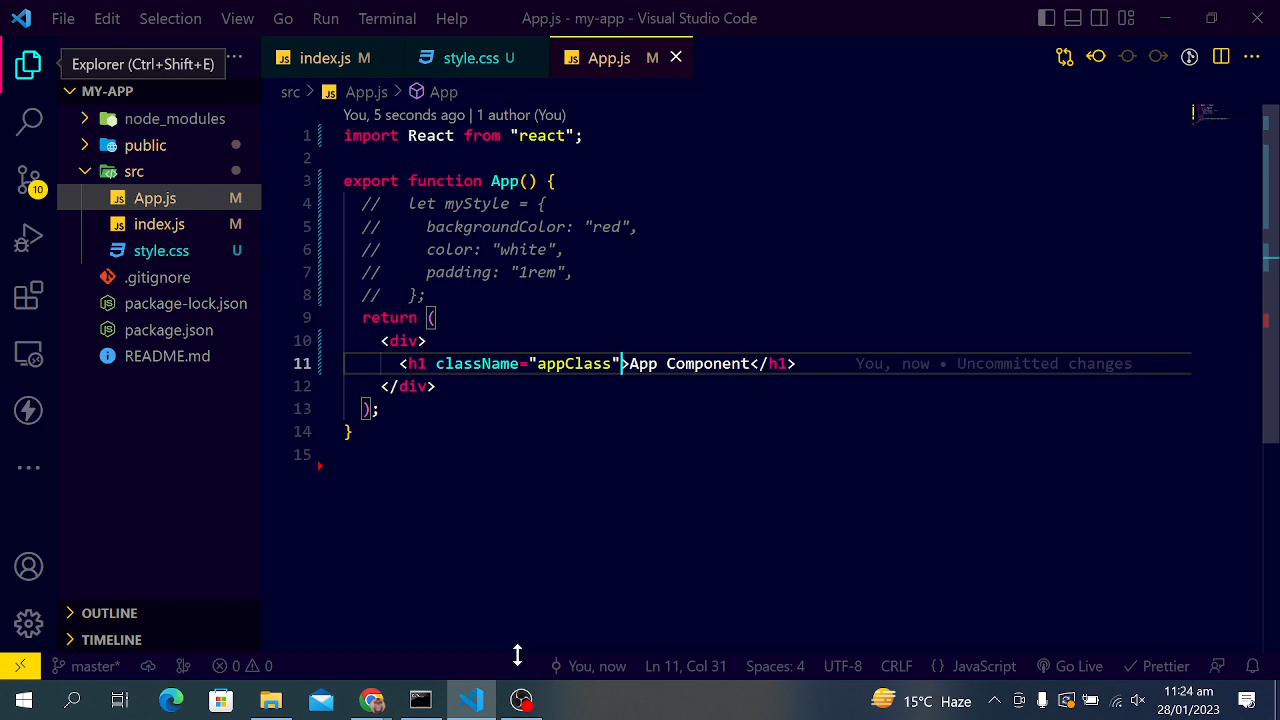 File Edit Selection View Go Run Terminal Help App.js - my-app - Visual Studio Code
Explorer (Ctrl+Shift+E)
index.js M style.css U App.js M
MY-APP
src > App.js > App
node_modules
public
src
App.js M
index.js M
style.css U
.gitignore
package-lock.json
package.json
README.md
10
You, 5 seconds ago | 1 author (You)
1 import React from "react";
2
3 export function App() {
4 // let myStyle = {
5 // backgroundColor: "red",
6 // color: "white",
7 // padding: "1rem",
8 // };
9 return (
10 <div>
11 <h1 className="appClass">App Component</h1> You, now • Uncommitted changes
12 </div>
13 );
14 }
15
OUTLINE
TIMELINE
master* 0 0 You, now Ln 11, Col 31 Spaces: 4 UTF-8 CRLF {} JavaScript Go Live Prettier
15°C Haze 11:24 am
28/01/2023